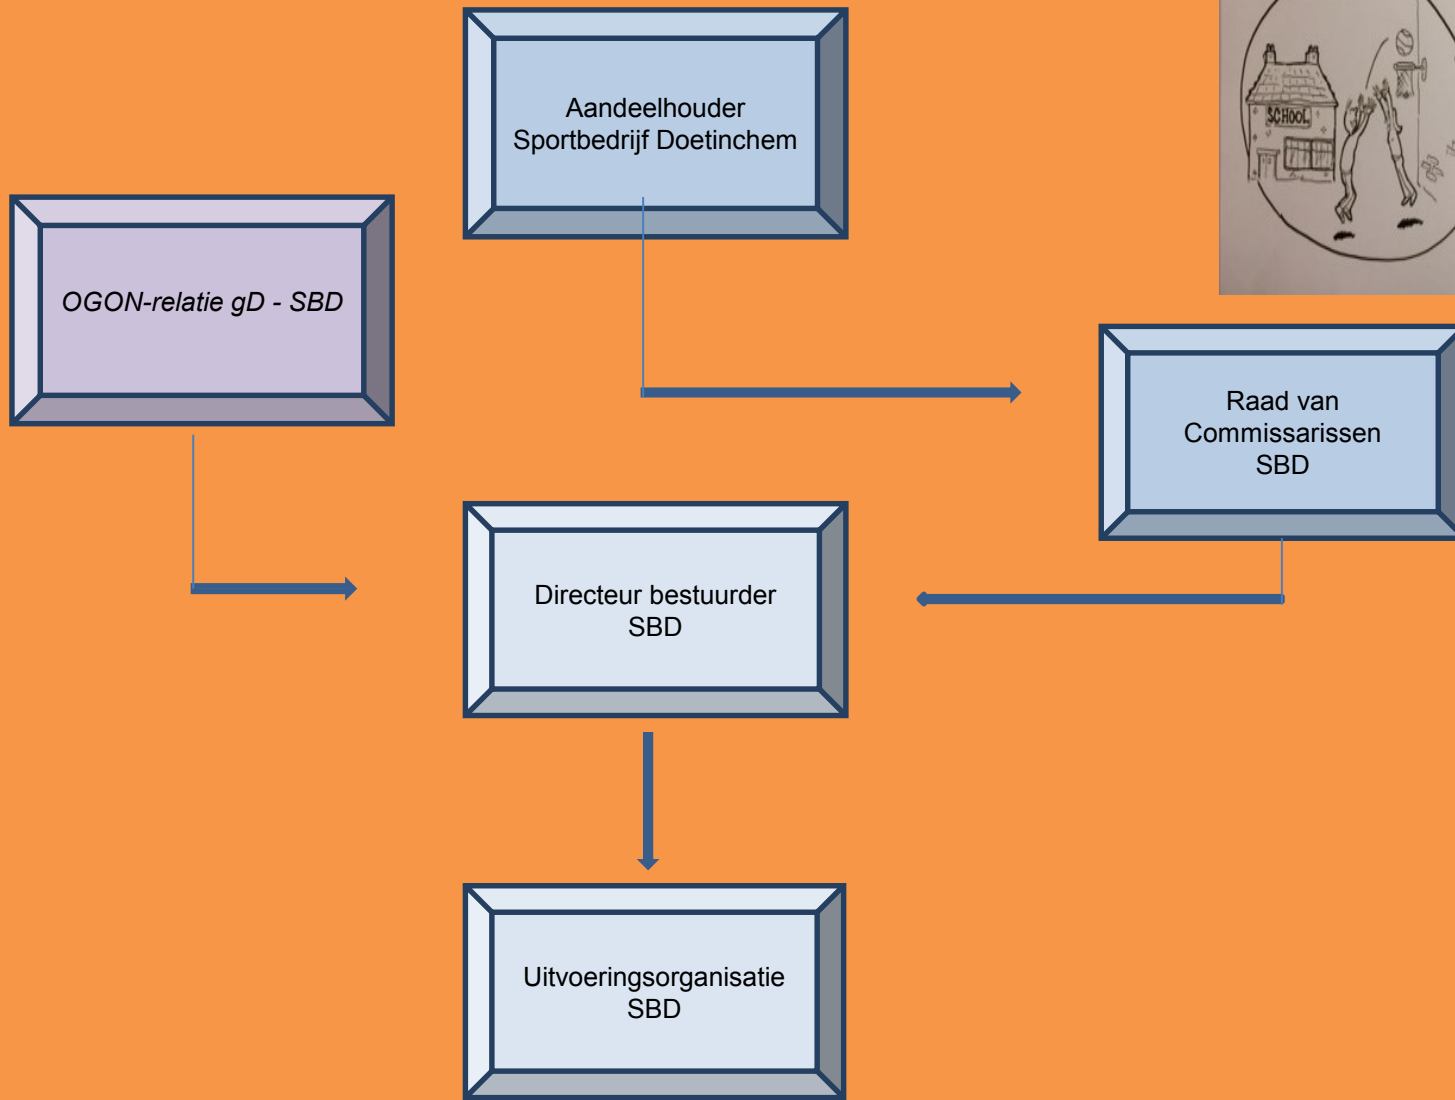 Aandeelhouder
Sportbedrijf Doetinchem
SCHOOL
OGON-relatie gD - SBD
Raad van
Commissarissen
SBD
Directeur bestuurder
SBD
Uitvoeringsorganisatie
SBD